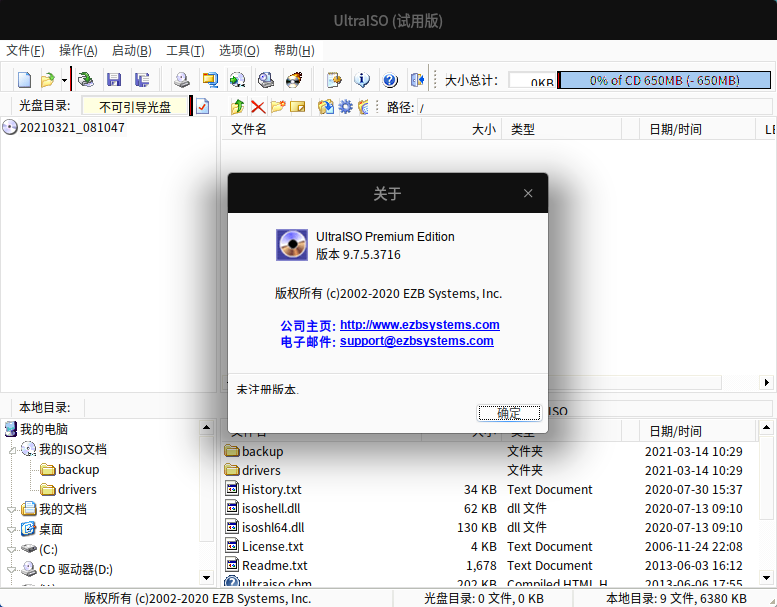 UltraISO (试用版)
文件(F) 操作(A) 启动(B) 工具(T) 选项(O) 帮助(H)
大小总计: 0KB 0% of CD 650MB (- 650MB)
光盘目录: 不可引导光盘 路径: /
20210321_081047
文件名 大小 类型 日期/时间
关于
UltraISO Premium Edition
版本 9.7.5.3716
版权所有 (c)2002-2020 EZB Systems, Inc.
公司主页: http://www.ezbsystems.com
电子邮件: support@ezbsystems.com
未注册版本.
确定
本地目录: ISO
我的电脑
我的ISO文档
backup
drivers
我的文档
桌面
(C:)
CD 驱动器(D:)
文件名 大小 类型 日期/时间
backup 文件夹 2021-03-14 10:29
drivers 文件夹 2021-03-14 10:29
History.txt 34 KB Text Document 2020-07-30 15:37
isoshell.dll 62 KB dll 文件 2020-07-13 09:10
isoshl64.dll 130 KB dll 文件 2020-07-13 09:10
License.txt 4 KB Text Document 2006-11-24 22:08
Readme.txt 1,678 Text Document 2013-06-03 16:12
ultraiso.chm 202 KB Compiled HTML H 2013-06-06 17:55
版权所有 (c)2002-2020 EZB Systems, Inc. 光盘目录: 0 文件, 0 KB 本地目录: 9 文件, 6380 KB